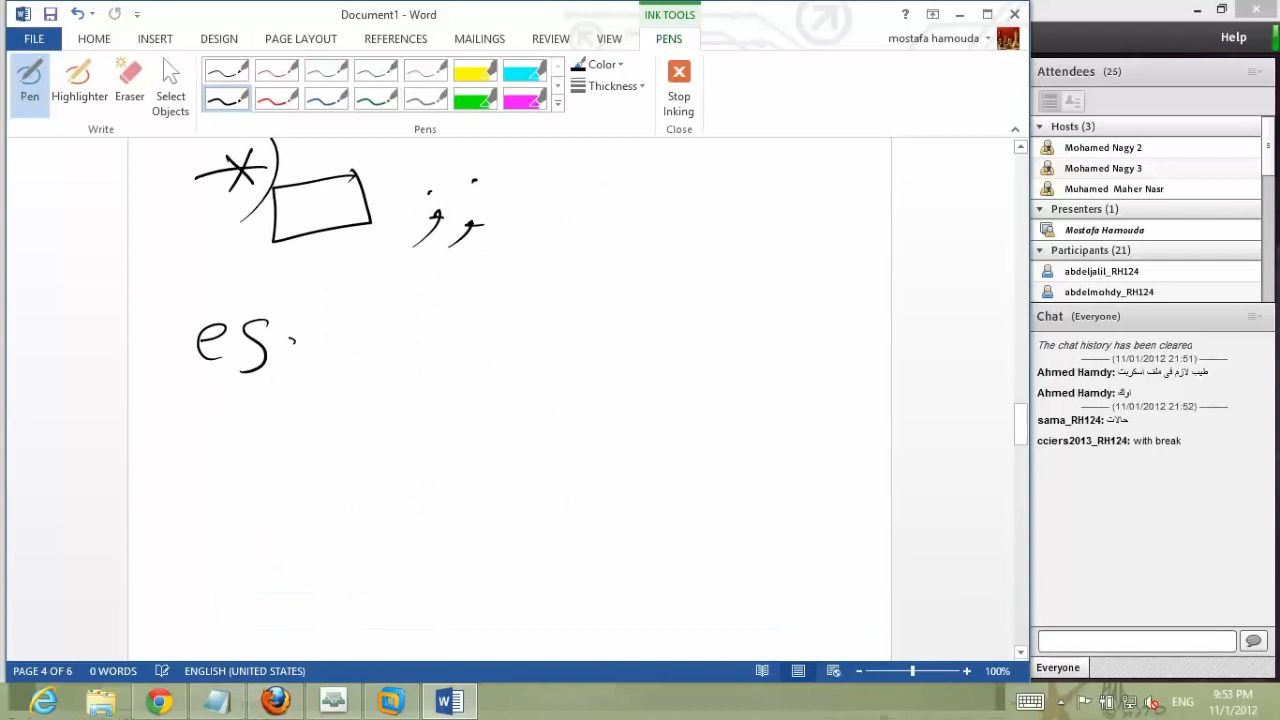 Document1 - Word
INK TOOLS
?
FILE
HOME
INSERT
DESIGN
PAGE LAYOUT
REFERENCES
MAILINGS
REVIEW
VIEW
PENS
mostafa hamouda
Help
Pen
Highlighter
Eraser
Select
Objects
Color
Thickness
Stop
Inking
Write
Pens
Close
*)
;;
es
Attendees (25)
Hosts (3)
Mohamed Nagy 2
Mohamed Nagy 3
Muhamed Maher Nasr
Presenters (1)
Mostafa Hamouda
Participants (21)
abdeljalil_RH124
abdelmohdy_RH124
Chat (Everyone)
The chat history has been cleared
(11/01/2012 21:51)
Ahmed Hamdy: طيب لازم فى ملف اسكربت
Ahmed Hamdy: اوك
(11/01/2012 21:52)
sama_RH124: حالات
cciers2013_RH124: with break
Everyone
PAGE 4 OF 6
0 WORDS
ENGLISH (UNITED STATES)
100%
ENG
9:53 PM
11/1/2012